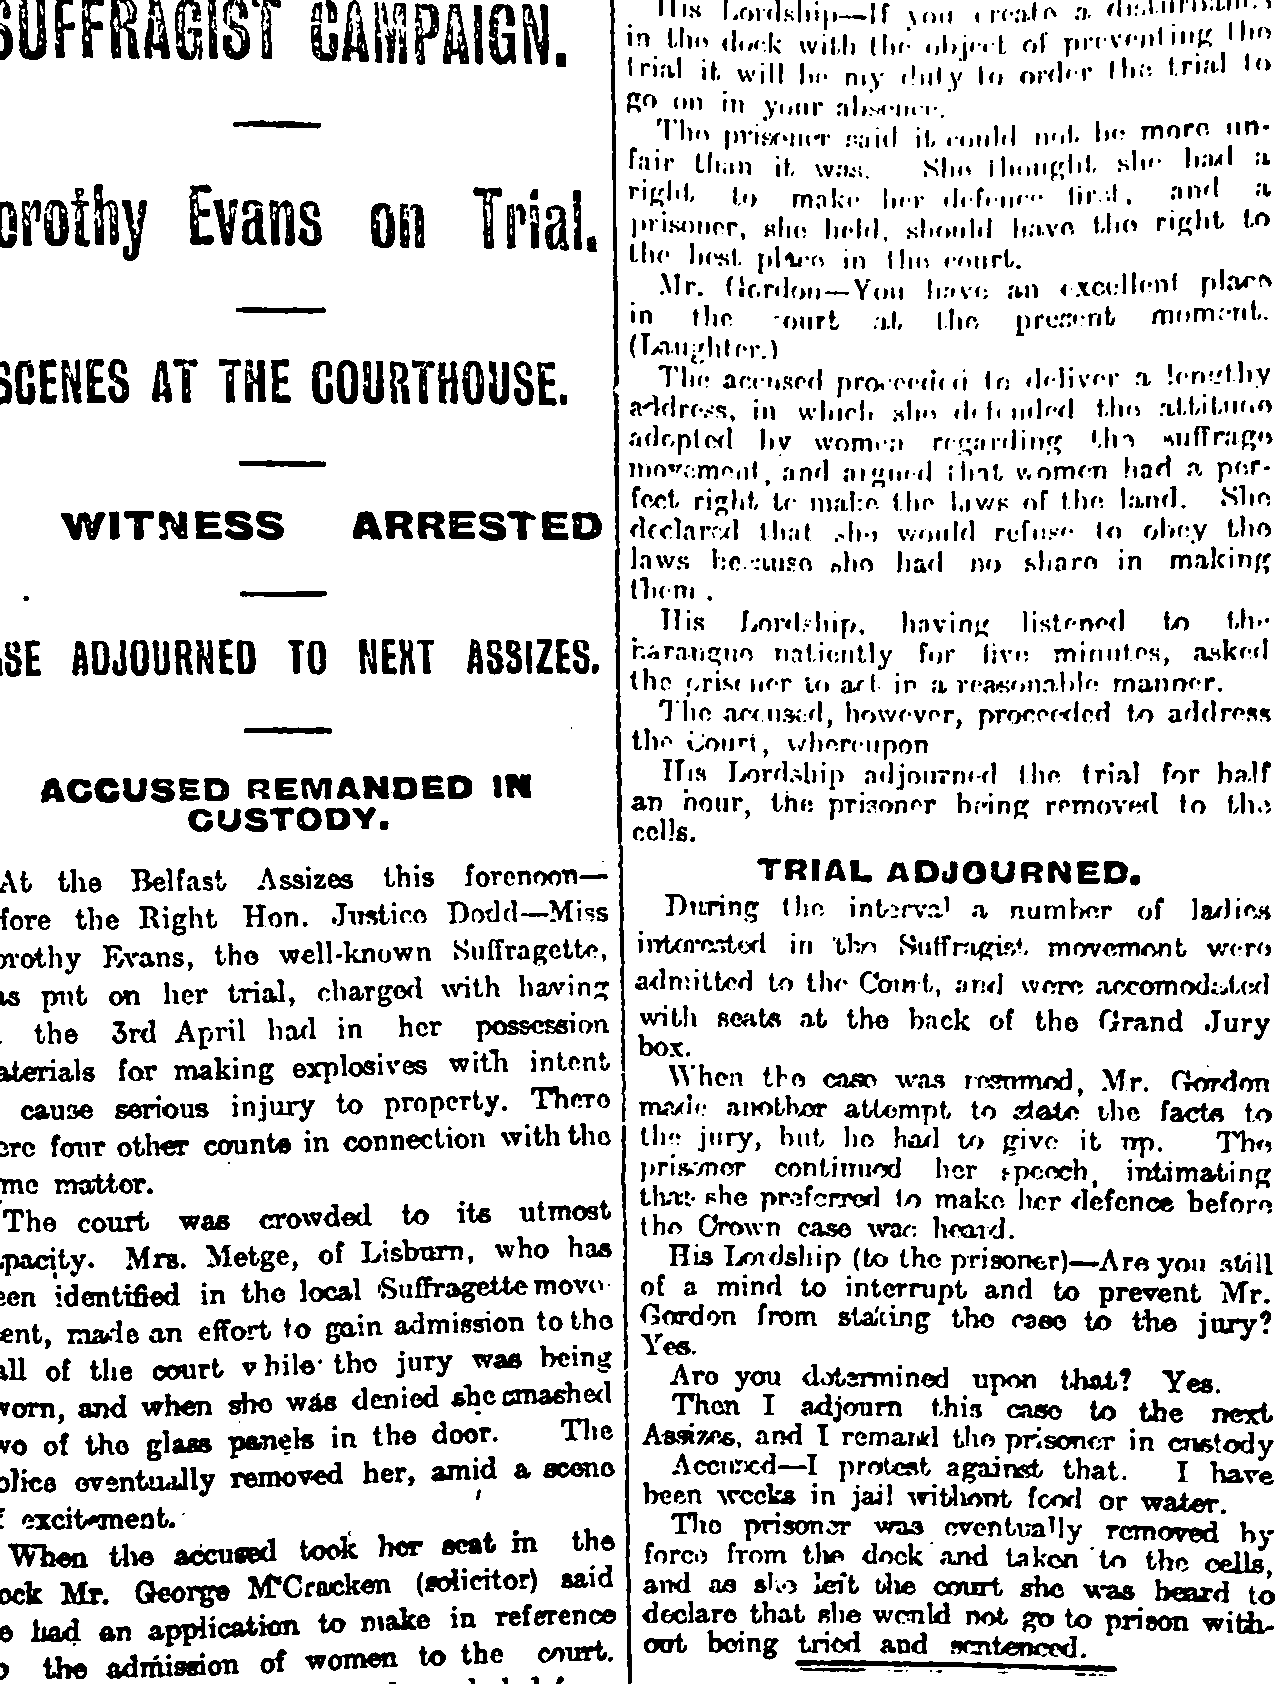 SUFFRAGIST CAMPAIGN.
orothy Evans on Trial.
SCENES AT THE COURTHOUSE.
WITNESS ARRESTED
ASE ADJOURNED TO NEXT ASSIZES.
ACCUSED REMANDED IN
CUSTODY.
At the Belfast Assizes this forenoon—
fore the Right Hon. Justice Dodd—Miss
orothy Evans, the well-known Suffragette,
as put on her trial, charged with having
the 3rd April had in her possession
aterials for making explosives with intent
cause serious injury to property. There
ere four other counts in connection with the
me matter.
The court was crowded to its utmost
pacity. Mrs. Metge, of Lisburn, who has
een identified in the local Suffragette move-
ent, made an effort to gain admission to the
all of the court while the jury was being
worn, and when she was denied she smashed
wo of the glass panels in the door. The
olice eventually removed her, amid a scene
f excitement.
When the accused took her seat in the
ock Mr. George M'Cracken (solicitor) said
e had an application to make in reference
o the admission of women to the court.
His Lordship—If you create a disturbance
in the dock with the object of preventing the
trial it will be my duty to order the trial to
go on in your absence.
The prisoner said it could not be more un-
fair than it was. She thought she had a
right to make her defence first, and a
prisoner, she held, should have the right to
the best place in the court.
Mr. Gordon—You have an excellent place
in the court at the present moment.
(Laughter.)
The accused proceeded to deliver a lengthy
address, in which she defended the attitude
adopted by women regarding the suffrage
movement, and argued that women had a per-
fect right to make the laws of the land. She
declared that she would refuse to obey the
laws because she had no share in making
them.
His Lordship, having listened to the
harangue patiently for five minutes, asked
the prisoner to act in a reasonable manner.
The accused, however, proceeded to address
the Court, whereupon
His Lordship adjourned the trial for half
an hour, the prisoner being removed to the
cells.
TRIAL ADJOURNED.
During the interval a number of ladies
interested in the Suffragist movement were
admitted to the Court, and were accomodated
with seats at the back of the Grand Jury
box.
When the case was resumed, Mr. Gordon
made another attempt to state the facts to
the jury, but he had to give it up. The
prisoner continued her speech, intimating
that she preferred to make her defence before
the Crown case was heard.
His Lordship (to the prisoner)—Are you still
of a mind to interrupt and to prevent Mr.
Gordon from stating the case to the jury?
Yes.
Are you determined upon that? Yes.
Then I adjourn this case to the next
Assizes, and I remand the prisoner in custody
Accused—I protest against that. I have
been weeks in jail without food or water.
The prisoner was eventually removed by
force from the dock and taken to the cells,
and as she left the court she was heard to
declare that she would not go to prison with-
out being tried and sentenced.